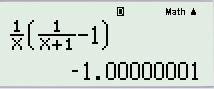 D Math ▲
1/X(1/X+1-1)
-1.00000001